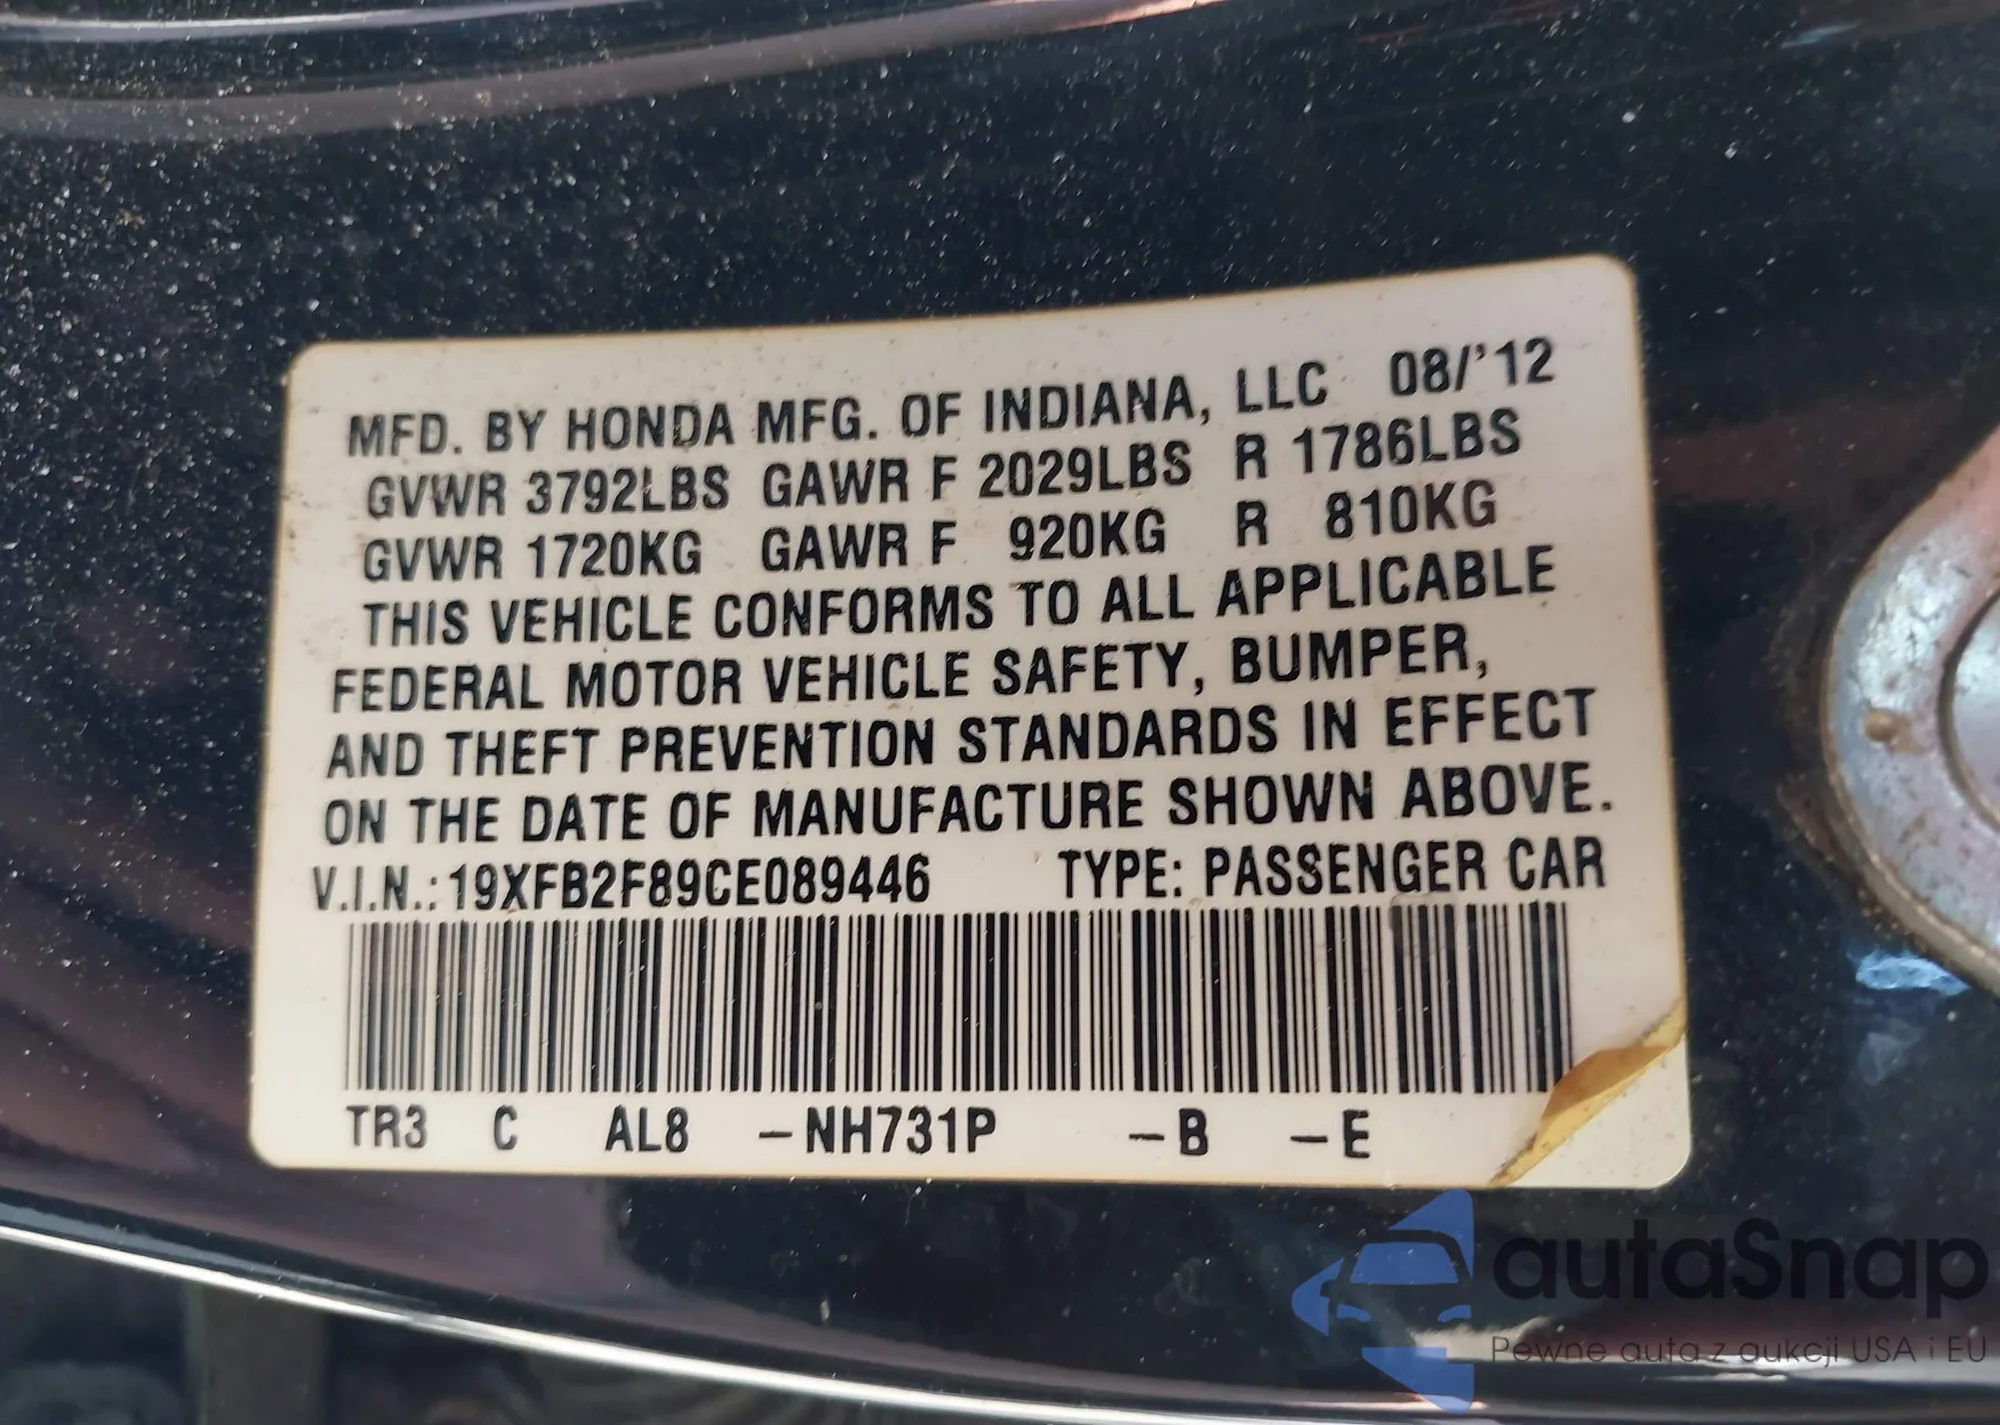 MFD. BY HONDA MFG. OF INDIANA, LLC 08/'12
GVWR 3792LBS GAWR F 2029LBS R 1786LBS
GVWR 1720KG GAWR F 920KG R 810KG
THIS VEHICLE CONFORMS TO ALL APPLICABLE
FEDERAL MOTOR VEHICLE SAFETY, BUMPER,
AND THEFT PREVENTION STANDARDS IN EFFECT
ON THE DATE OF MANUFACTURE SHOWN ABOVE.
V.I.N.: 19XFB2F89CE089446 TYPE: PASSENGER CAR
TR3 C AL8 –NH731P –B –E
autaSnap
Pewne auta z aukcji USA i EU